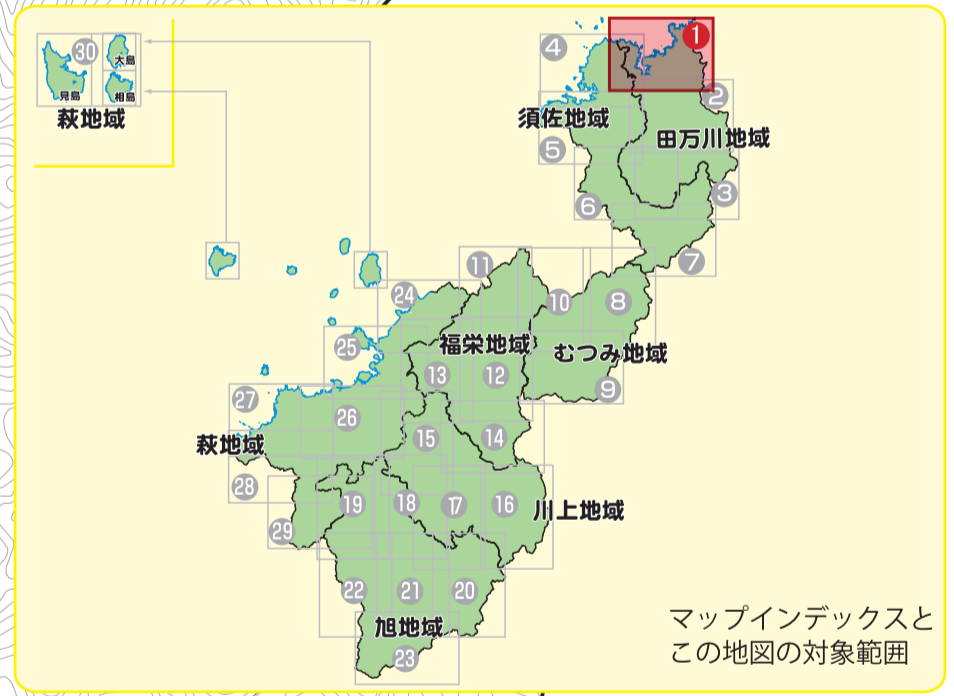 30
大島
見島
相島
萩地域
4
1
2
須佐地域
田万川地域
5
3
6
7
11
24
10
8
25
福栄地域
むつみ地域
13
12
9
27
26
15
14
萩地域
28
19
18
17
16
川上地域
29
22
21
20
旭地域
23
マップインデックスと
この地図の対象範囲